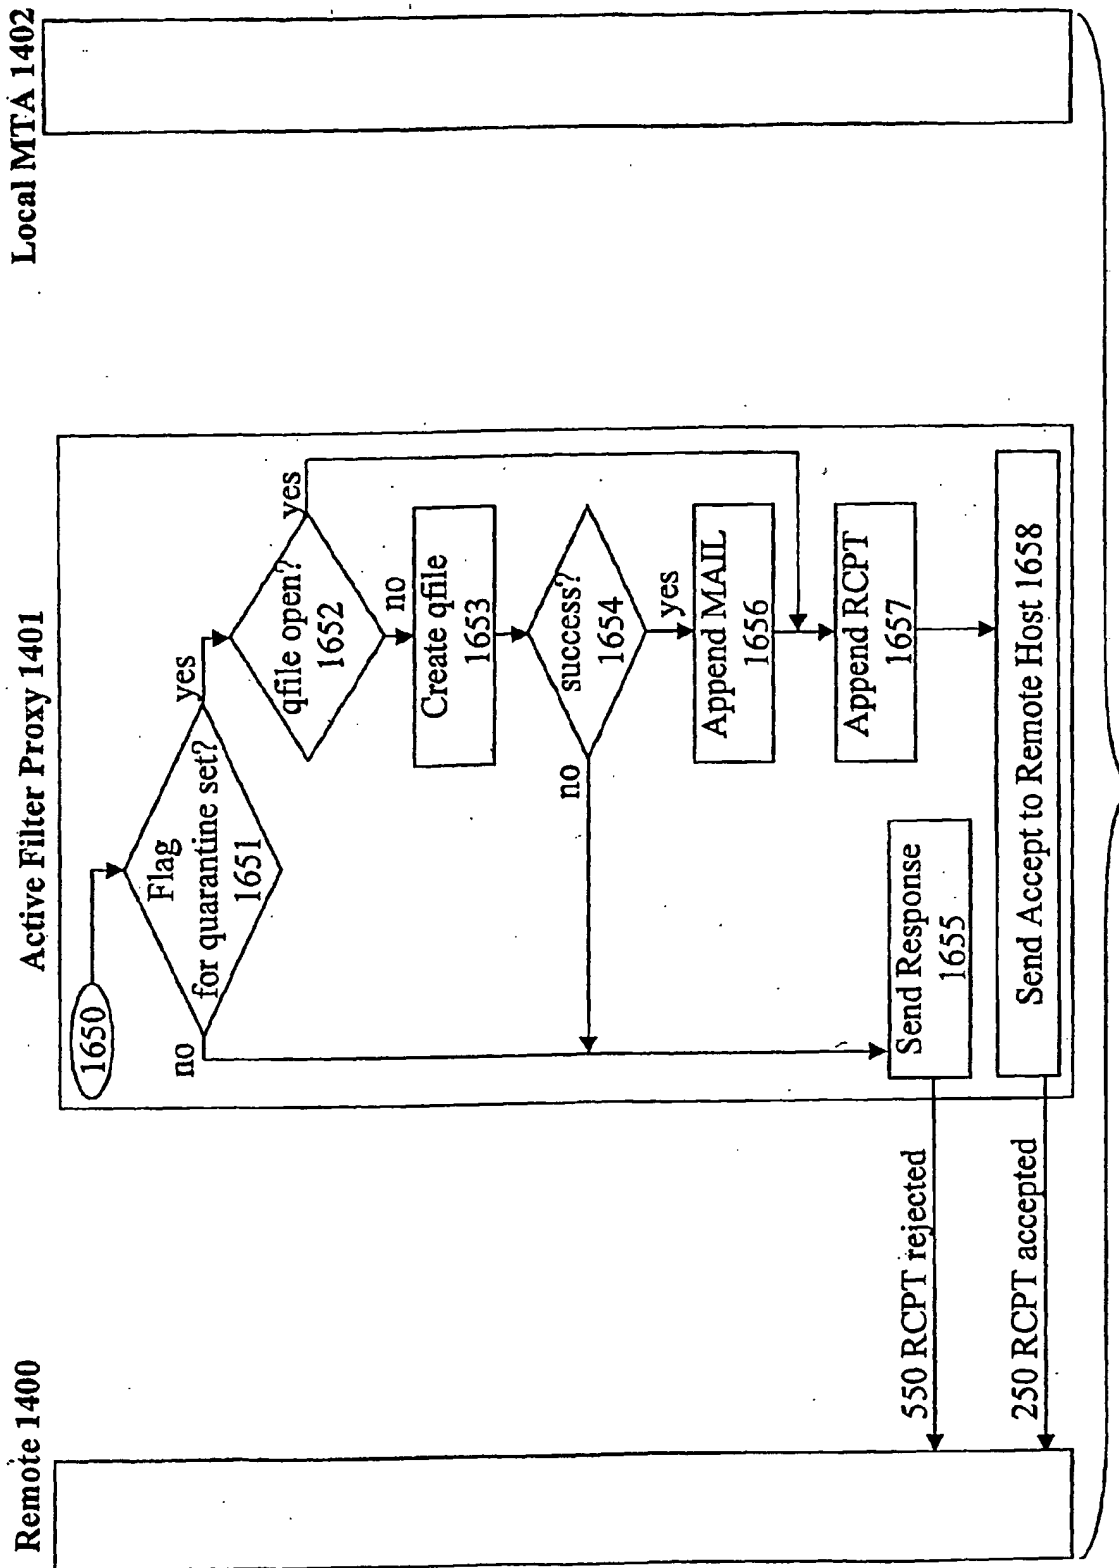 Remote 1400
Active Filter Proxy 1401
Local MTA 1402
1650
Flag
for quarantine set?
1651
yes
no
qfile open?
1652
yes
no
Create qfile
1653
success?
1654
no
yes
Append MAIL
1656
Append RCPT
1657
Send Response
1655
550 RCPT rejected
Send Accept to Remote Host 1658
250 RCPT accepted